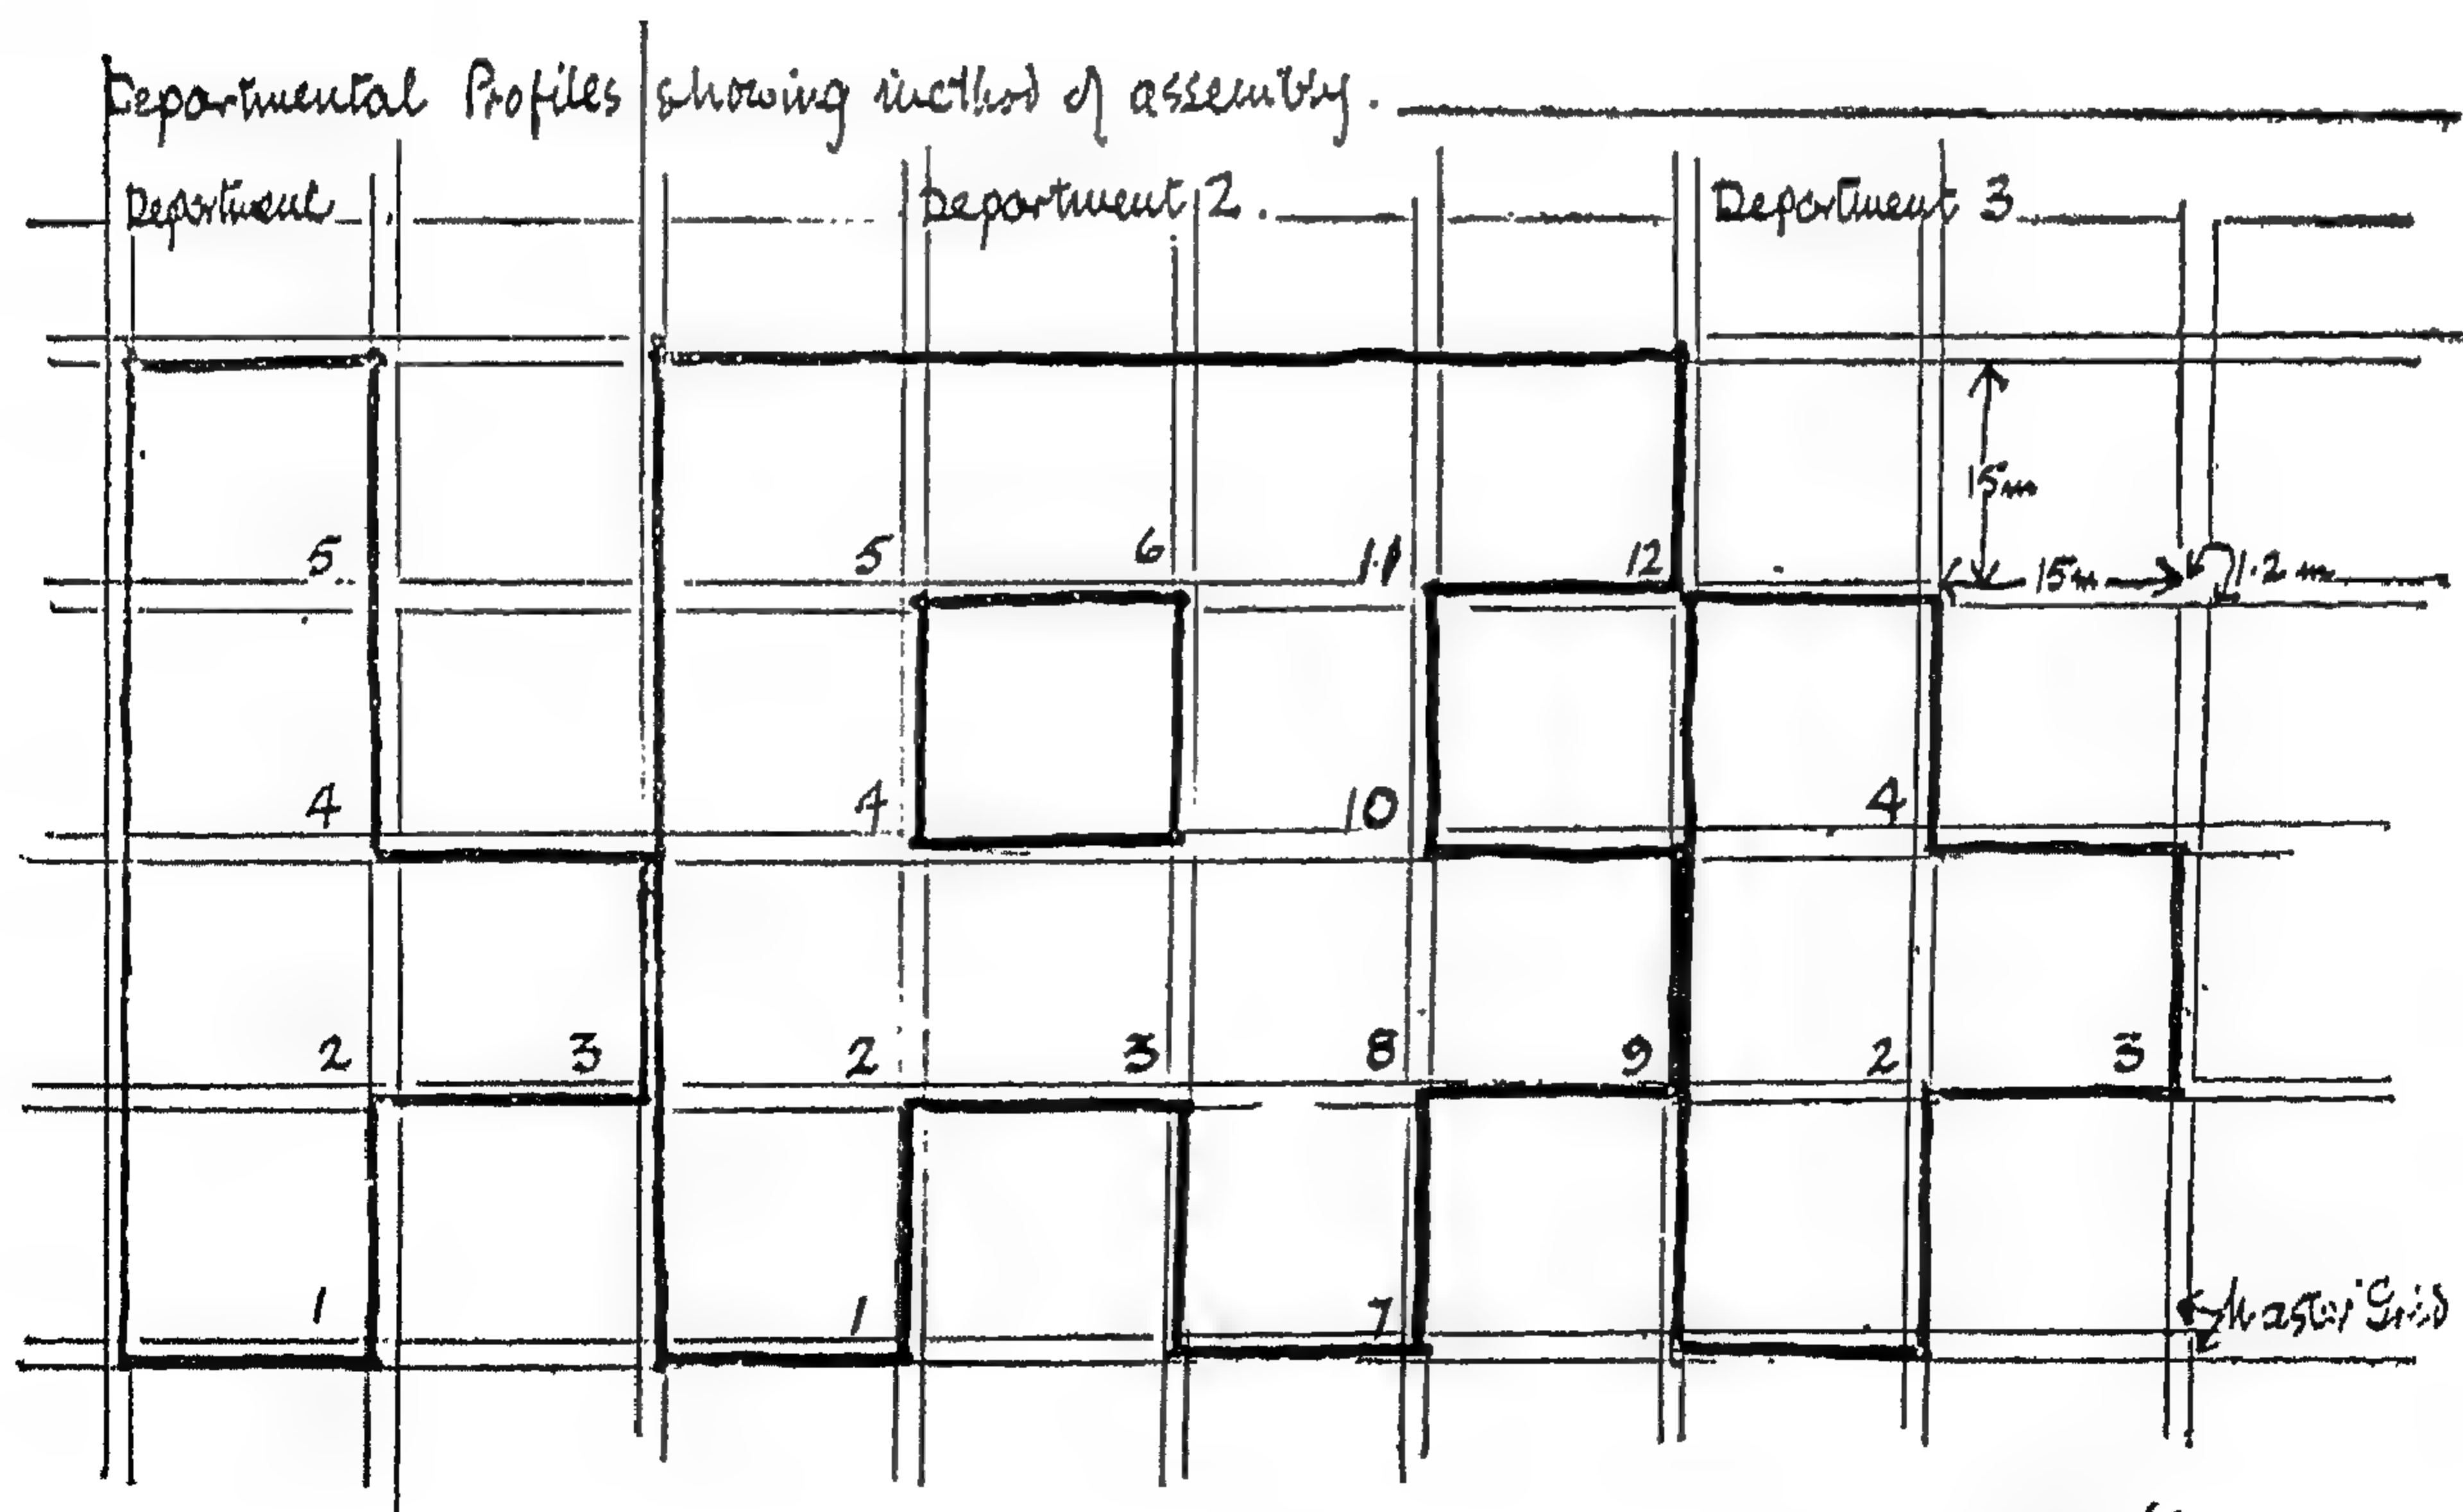 Departmental Profiles showing method of assembly.
Department Department 2. Department 3
15m
5 5 6 11 12 15m 1.2 m
4 4 10 4
2 3 2 3 8 9 2 3
1 1 7 Master Grid